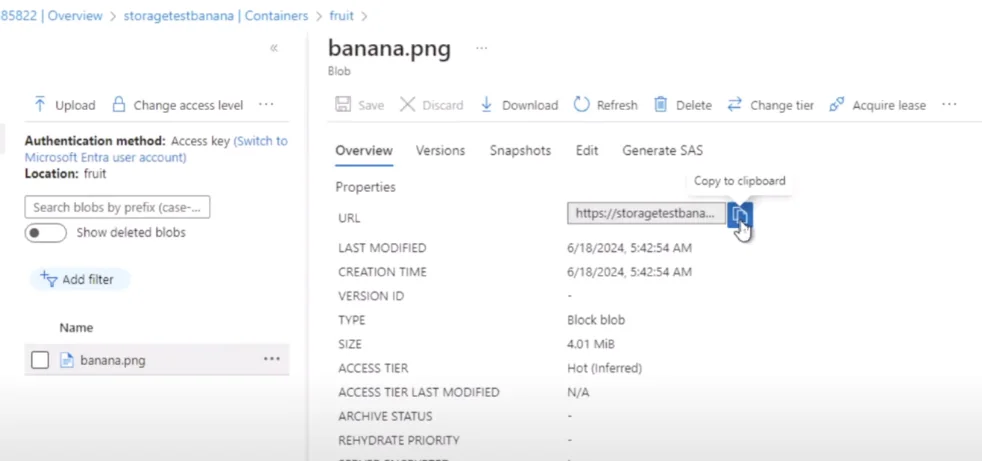 85822 | Overview > storagetestbanana | Containers > fruit >
«
Upload Change access level ...
Authentication method: Access key (Switch to
Microsoft Entra user account)
Location: fruit
Search blobs by prefix (case-...
Show deleted blobs
Add filter
Name
banana.png ...
banana.png ...
Blob
Save Discard Download Refresh Delete Change tier Acquire lease ...
Overview Versions Snapshots Edit Generate SAS
Copy to clipboard
Properties
URL https://storagetestbana...
LAST MODIFIED 6/18/2024, 5:42:54 AM
CREATION TIME 6/18/2024, 5:42:54 AM
VERSION ID -
TYPE Block blob
SIZE 4.01 MiB
ACCESS TIER Hot (Inferred)
ACCESS TIER LAST MODIFIED N/A
ARCHIVE STATUS -
REHYDRATE PRIORITY -